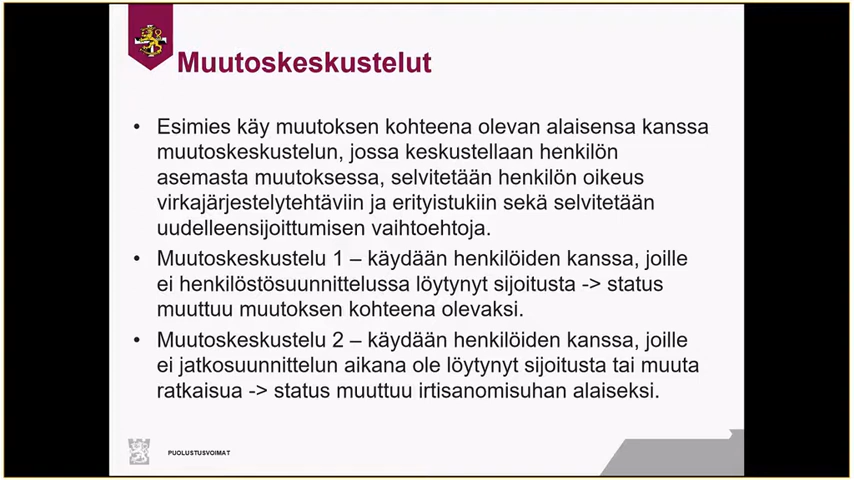 Muutoskeskustelut
• Esimies käy muutoksen kohteena olevan alaisensa kanssa
muutoskeskustelun, jossa keskustellaan henkilön
asemasta muutoksessa, selvitetään henkilön oikeus
virkajärjestelytehtäviin ja erityistukiin sekä selvitetään
uudelleensijoittumisen vaihtoehtoja.
• Muutoskeskustelu 1 – käydään henkilöiden kanssa, joille
ei henkilöstösuunnittelussa löytynyt sijoitusta -> status
muuttuu muutoksen kohteena olevaksi.
• Muutoskeskustelu 2 – käydään henkilöiden kanssa, joille
ei jatkosuunnittelun aikana ole löytynyt sijoitusta tai muuta
ratkaisua -> status muuttuu irtisanomisuhan alaiseksi.
PUOLUSTUSVOIMAT